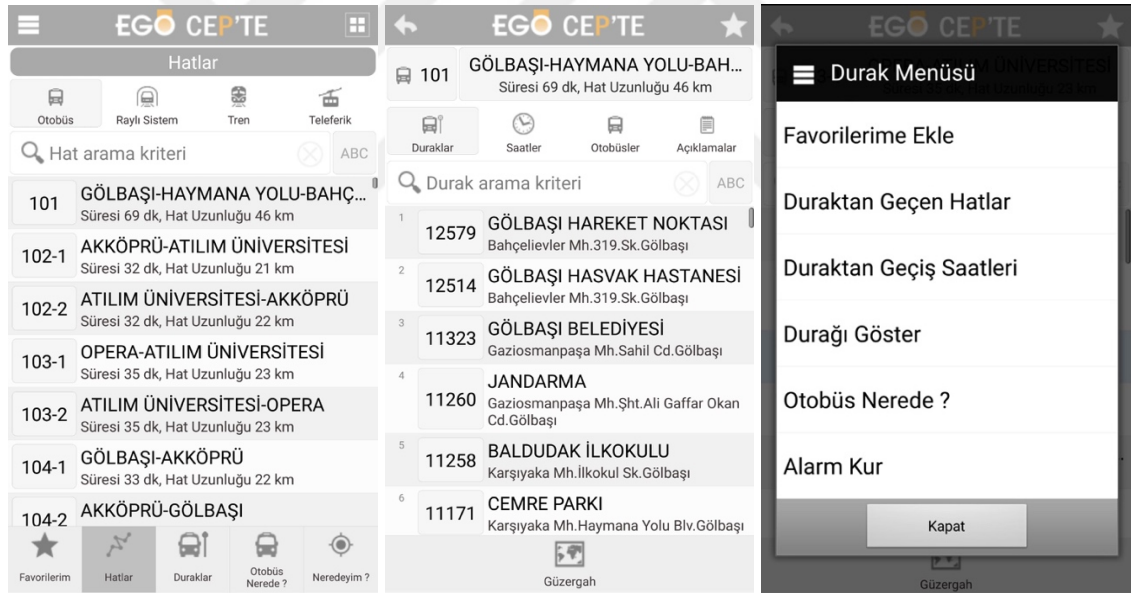 EGO CEP'TE
Hatlar
Otobüs
Raylı Sistem
Tren
Teleferik
Hat arama kriteri
ABC
101
GÖLBAŞI-HAYMANA YOLU-BAHÇ...
Süresi 69 dk, Hat Uzunluğu 46 km
102-1
AKKÖPRÜ-ATILIM ÜNİVERSİTESİ
Süresi 32 dk, Hat Uzunluğu 21 km
102-2
ATILIM ÜNİVERSİTESİ-AKKÖPRÜ
Süresi 32 dk, Hat Uzunluğu 22 km
103-1
OPERA-ATILIM ÜNİVERSİTESİ
Süresi 35 dk, Hat Uzunluğu 23 km
103-2
ATILIM ÜNİVERSİTESİ-OPERA
Süresi 35 dk, Hat Uzunluğu 23 km
104-1
GÖLBAŞI-AKKÖPRÜ
Süresi 33 dk, Hat Uzunluğu 22 km
104-2
AKKÖPRÜ-GÖLBAŞI
Favorilerim
Hatlar
Duraklar
Otobüs
Nerede ?
Neredeyim ?
EGO CEP'TE
101
GÖLBAŞI-HAYMANA YOLU-BAH...
Süresi 69 dk, Hat Uzunluğu 46 km
Duraklar
Saatler
Otobüsler
Açıklamalar
Durak arama kriteri
ABC
1
12579
GÖLBAŞI HAREKET NOKTASI
Bahçelievler Mh.319.Sk.Gölbaşı
2
12514
GÖLBAŞI HASVAK HASTANESİ
Bahçelievler Mh.319.Sk.Gölbaşı
3
11323
GÖLBAŞI BELEDİYESİ
Gaziosmanpaşa Mh.Sahil Cd.Gölbaşı
4
11260
JANDARMA
Gaziosmanpaşa Mh.Şht.Ali Gaffar Okan
Cd.Gölbaşı
5
11258
BALDUDAK İLKOKULU
Karşıyaka Mh.İlkokul Sk.Gölbaşı
6
11171
CEMRE PARKI
Karşıyaka Mh.Haymana Yolu Blv.Gölbaşı
Güzergah
EGO CEP'TE
Durak Menüsü
Favorilerime Ekle
Duraktan Geçen Hatlar
Duraktan Geçiş Saatleri
Durağı Göster
Otobüs Nerede ?
Alarm Kur
Kapat
Güzergah